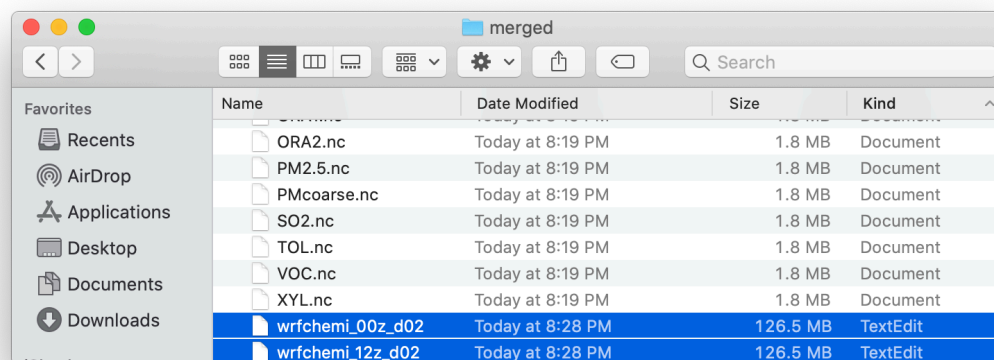 merged
Search
Favorites
Recents
AirDrop
Applications
Desktop
Documents
Downloads
Name Date Modified Size Kind
ORA2.nc Today at 8:19 PM 1.8 MB Document
PM2.5.nc Today at 8:19 PM 1.8 MB Document
PMcoarse.nc Today at 8:19 PM 1.8 MB Document
SO2.nc Today at 8:19 PM 1.8 MB Document
TOL.nc Today at 8:19 PM 1.8 MB Document
VOC.nc Today at 8:19 PM 1.8 MB Document
XYL.nc Today at 8:19 PM 1.8 MB Document
wrfchemi_00z_d02 Today at 8:28 PM 126.5 MB TextEdit
wrfchemi_12z_d02 Today at 8:28 PM 126.5 MB TextEdit